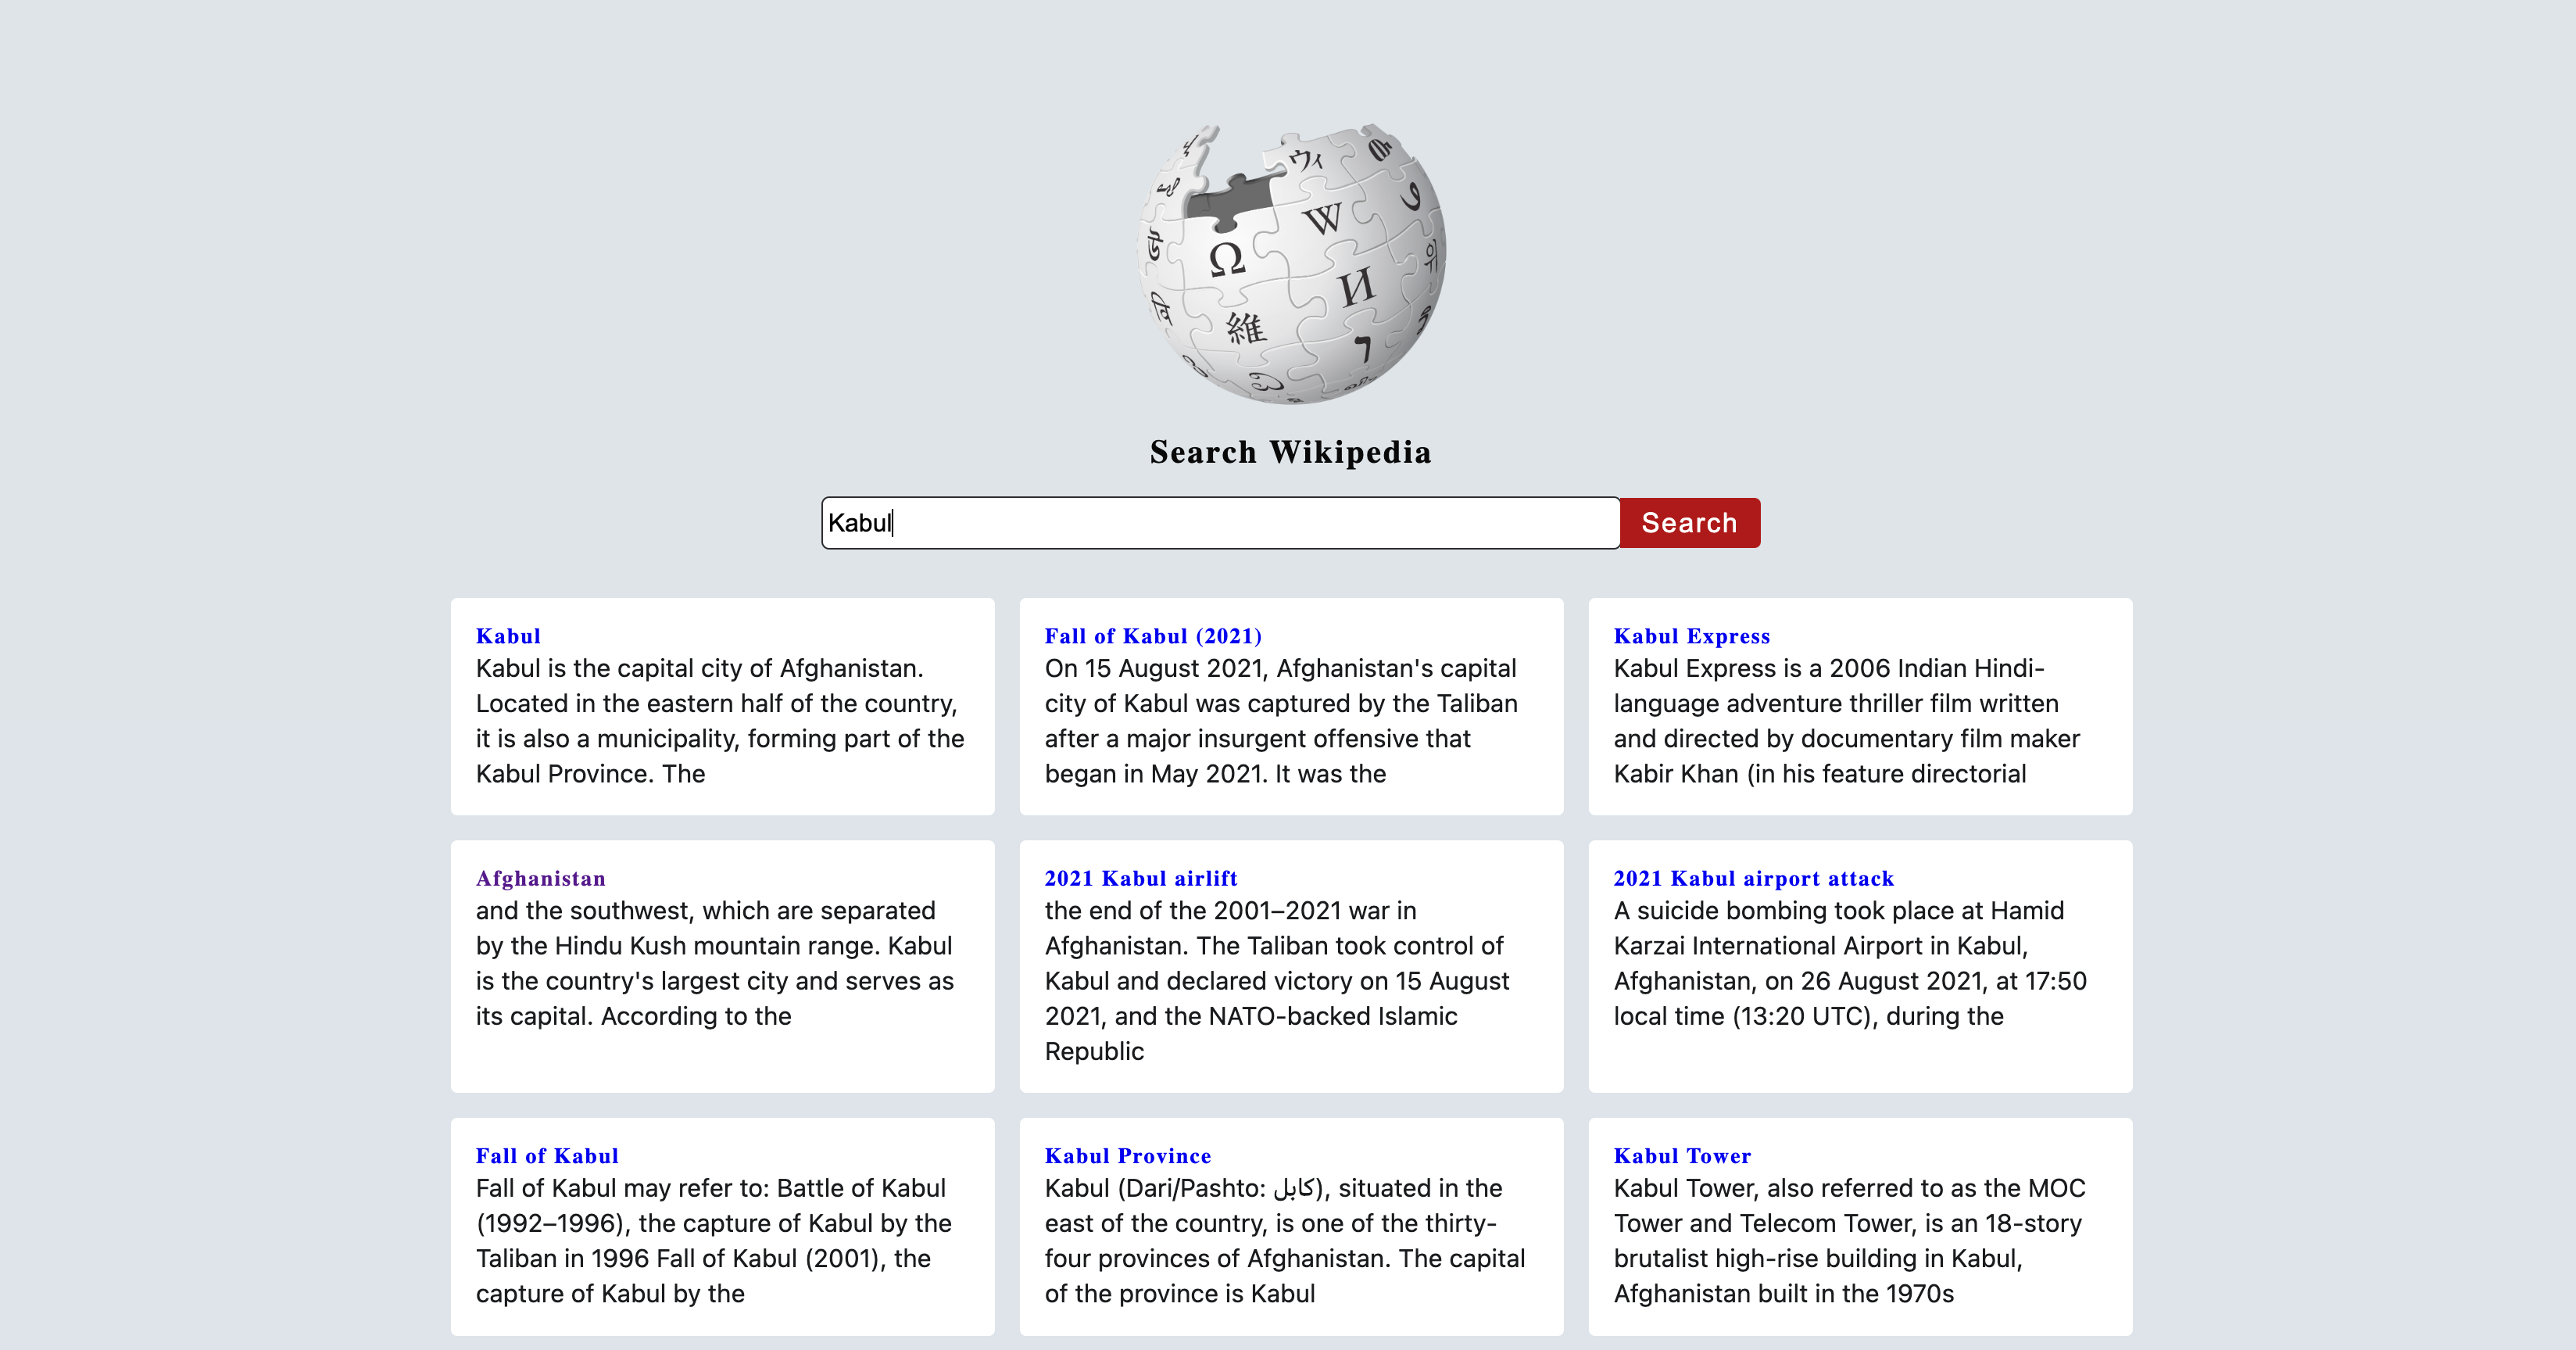 ウィ
W
Ω
И
維
ו
Search Wikipedia
Kabul
Search
Kabul
Kabul is the capital city of Afghanistan.
Located in the eastern half of the country,
it is also a municipality, forming part of the
Kabul Province. The
Fall of Kabul (2021)
On 15 August 2021, Afghanistan's capital
city of Kabul was captured by the Taliban
after a major insurgent offensive that
began in May 2021. It was the
Kabul Express
Kabul Express is a 2006 Indian Hindi-
language adventure thriller film written
and directed by documentary film maker
Kabir Khan (in his feature directorial
Afghanistan
and the southwest, which are separated
by the Hindu Kush mountain range. Kabul
is the country's largest city and serves as
its capital. According to the
2021 Kabul airlift
the end of the 2001–2021 war in
Afghanistan. The Taliban took control of
Kabul and declared victory on 15 August
2021, and the NATO-backed Islamic
Republic
2021 Kabul airport attack
A suicide bombing took place at Hamid
Karzai International Airport in Kabul,
Afghanistan, on 26 August 2021, at 17:50
local time (13:20 UTC), during the
Fall of Kabul
Fall of Kabul may refer to: Battle of Kabul
(1992–1996), the capture of Kabul by the
Taliban in 1996 Fall of Kabul (2001), the
capture of Kabul by the
Kabul Province
Kabul (Dari/Pashto: کابل), situated in the
east of the country, is one of the thirty-
four provinces of Afghanistan. The capital
of the province is Kabul
Kabul Tower
Kabul Tower, also referred to as the MOC
Tower and Telecom Tower, is an 18-story
brutalist high-rise building in Kabul,
Afghanistan built in the 1970s